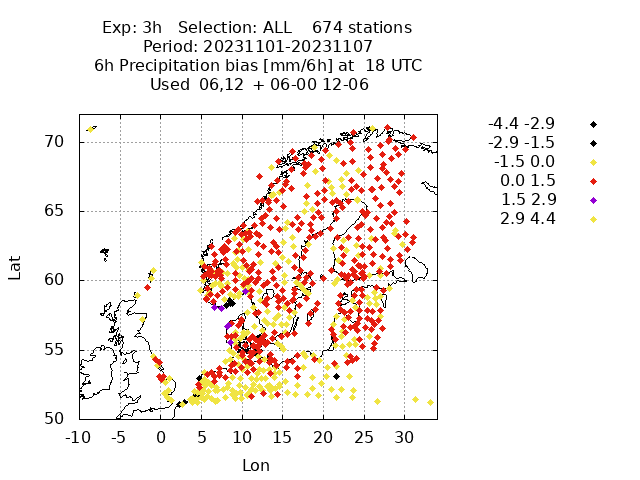 Exp: 3h Selection: ALL 674 stations
Period: 20231101-20231107
6h Precipitation bias [mm/6h] at 18 UTC
Used 06,12 + 06-00 12-06
-4.4 -2.9
-2.9 -1.5
-1.5 0.0
0.0 1.5
1.5 2.9
2.9 4.4
70
65
60
55
50
Lat
-10 -5 0 5 10 15 20 25 30
Lon